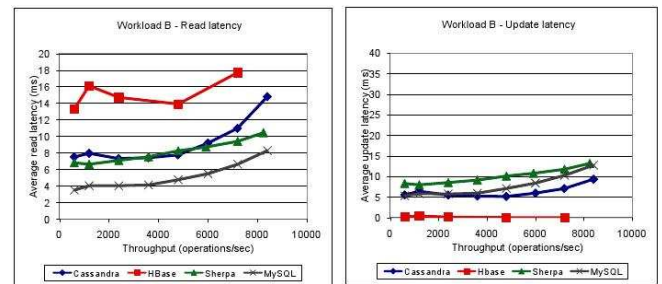 Workload B - Read latency
Average read latency (ms)
20
18
16
14
12
10
8
6
4
2
0
0
2000
4000
6000
8000
10000
Throughput (operations/sec)
Cassandra
HBase
Sherpa
MySQL
Workload B - Update latency
Average update latency (ms)
40
35
30
25
20
15
10
5
0
0
2000
4000
6000
8000
10000
Throughput (operations/sec)
Cassandra
Hbase
Sherpa
MySQL